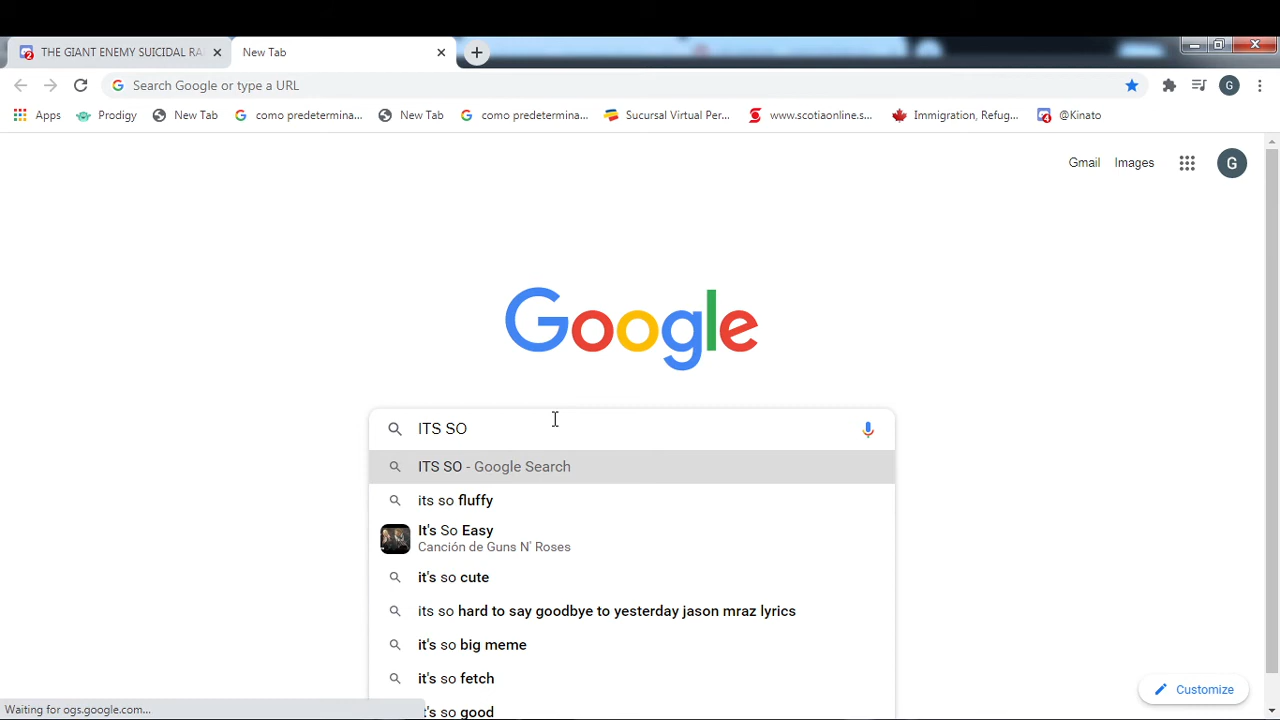 THE GIANT ENEMY SUICIDAL RA
New Tab
Search Google or type a URL
G
Apps
Prodigy
New Tab
como predetermina...
New Tab
como predetermina...
Sucursal Virtual Per...
www.scotiaonline.s...
Immigration, Refug...
@Kinato
Gmail
Images
G
Google
ITS SO
ITS SO - Google Search
its so fluffy
It's So Easy
Canción de Guns N' Roses
it's so cute
its so hard to say goodbye to yesterday jason mraz lyrics
it's so big meme
it's so fetch
Customize
Waiting for ogs.google.com...
it's so good